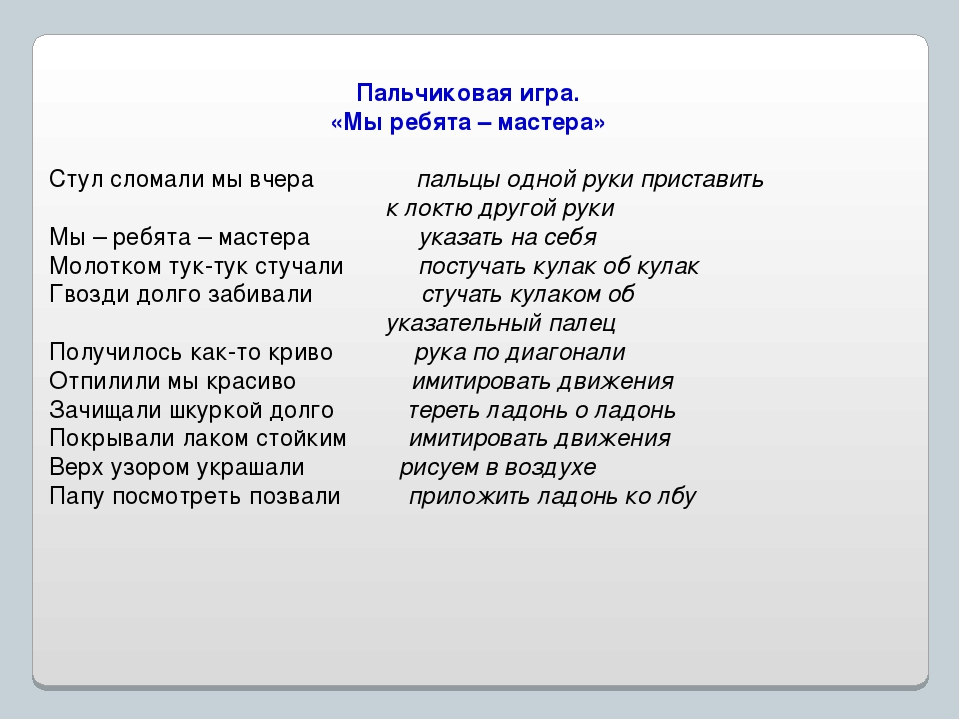 Пальчиковая игра.
«Мы ребята – мастера»
Стул сломали мы вчера пальцы одной руки приставить
к локтю другой руки
Мы – ребята – мастера указать на себя
Молотком тук-тук стучали постучать кулак об кулак
Гвозди долго забивали стучать кулаком об
указательный палец
Получилось как-то криво рука по диагонали
Отпилили мы красиво имитировать движения
Зачищали шкуркой долго тереть ладонь о ладонь
Покрывали лаком стойким имитировать движения
Верх узором украшали рисуем в воздухе
Папу посмотреть позвали приложить ладонь ко лбу